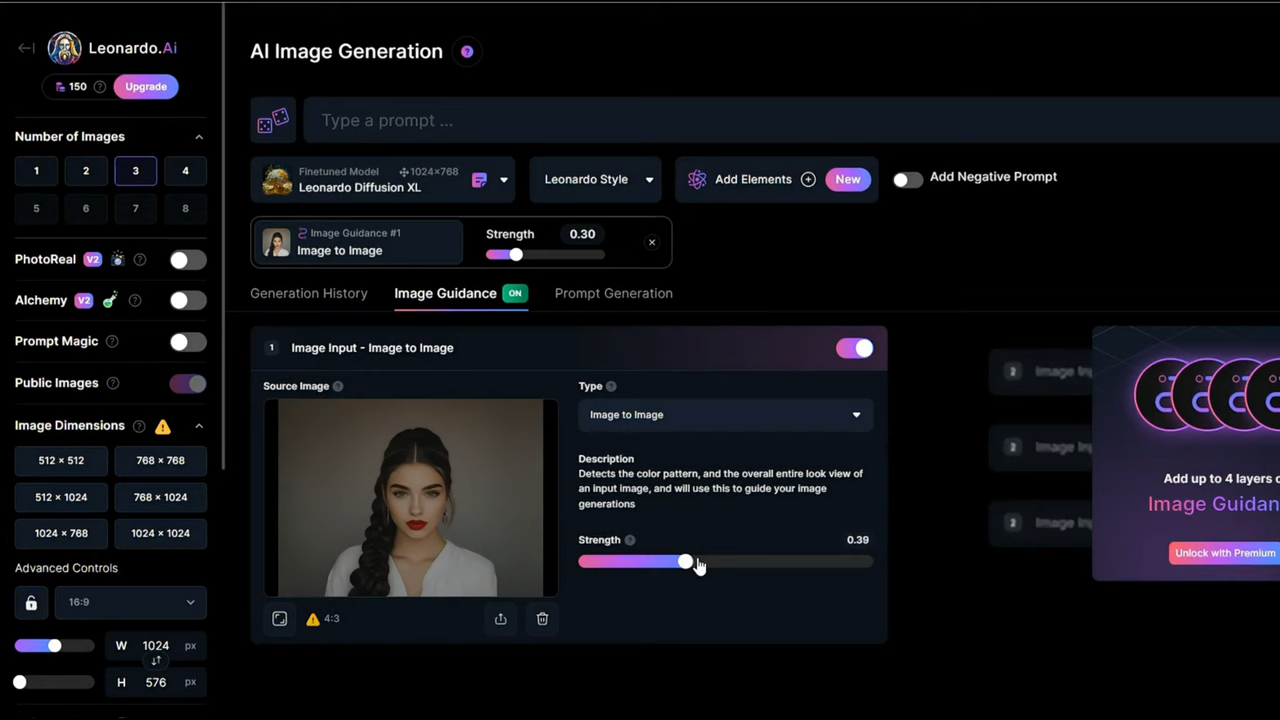 Leonardo.Ai
150
Upgrade
Number of Images
1 2 3 4
5 6 7 8
PhotoReal V2
Alchemy V2
Prompt Magic
Public Images
Image Dimensions
512 × 512 768 × 768
512 × 1024 768 × 1024
1024 × 768 1024 × 1024
Advanced Controls
16:9
W 1024 px
H 576 px
AI Image Generation ?
Type a prompt ...
Finetuned Model 1024×768
Leonardo Diffusion XL
Leonardo Style
Add Elements New
Add Negative Prompt
Image Guidance #1
Image to Image
Strength 0.30
Generation History Image Guidance ON Prompt Generation
1 Image Input - Image to Image
Source Image ?
4:3
Type ?
Image to Image
Description
Detects the color pattern, and the overall entire look view of
an input image, and will use this to guide your image
generations
Strength ? 0.39
2 Image
Image
Image
Add up to 4 layers
Image
Unlock with Premium